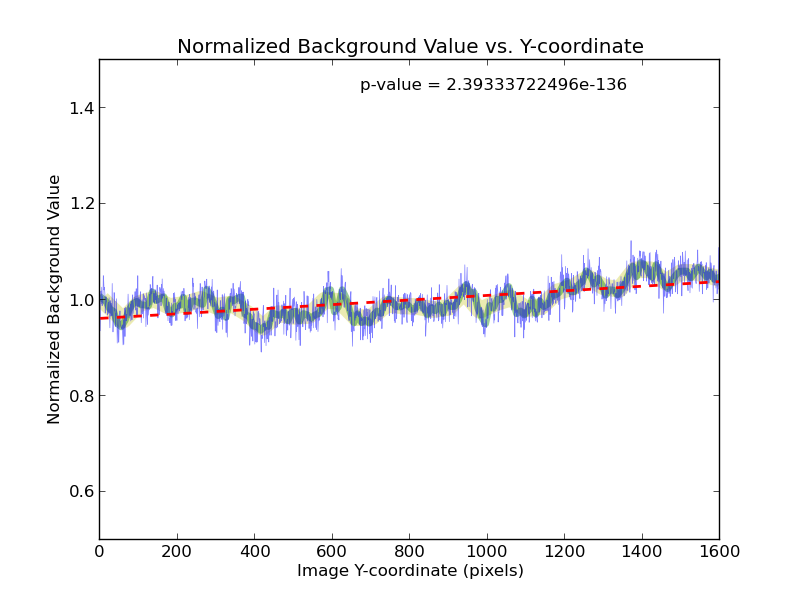 Normalized Background Value vs. Y-coordinate
p-value = 2.39333722496e-136
Normalized Background Value
1.4
1.2
1.0
0.8
0.6
0 200 400 600 800 1000 1200 1400 1600
Image Y-coordinate (pixels)